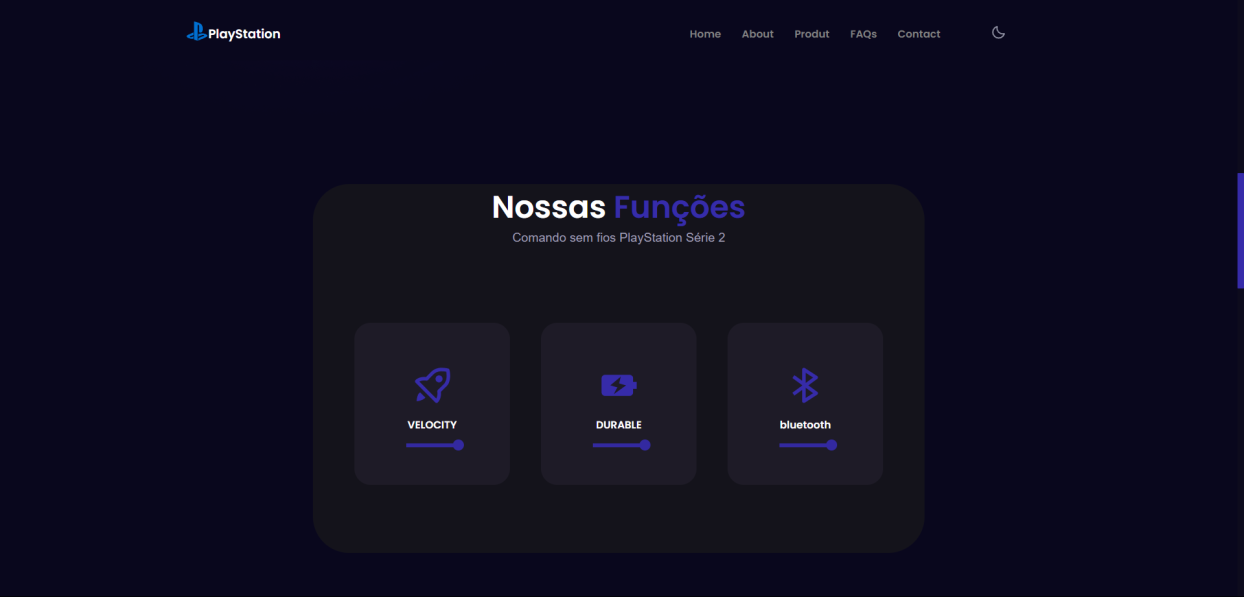 PlayStation
Home About Produt FAQs Contact
Nossas Funções
Comando sem fios PlayStation Série 2
VELOCITY
DURABLE
bluetooth